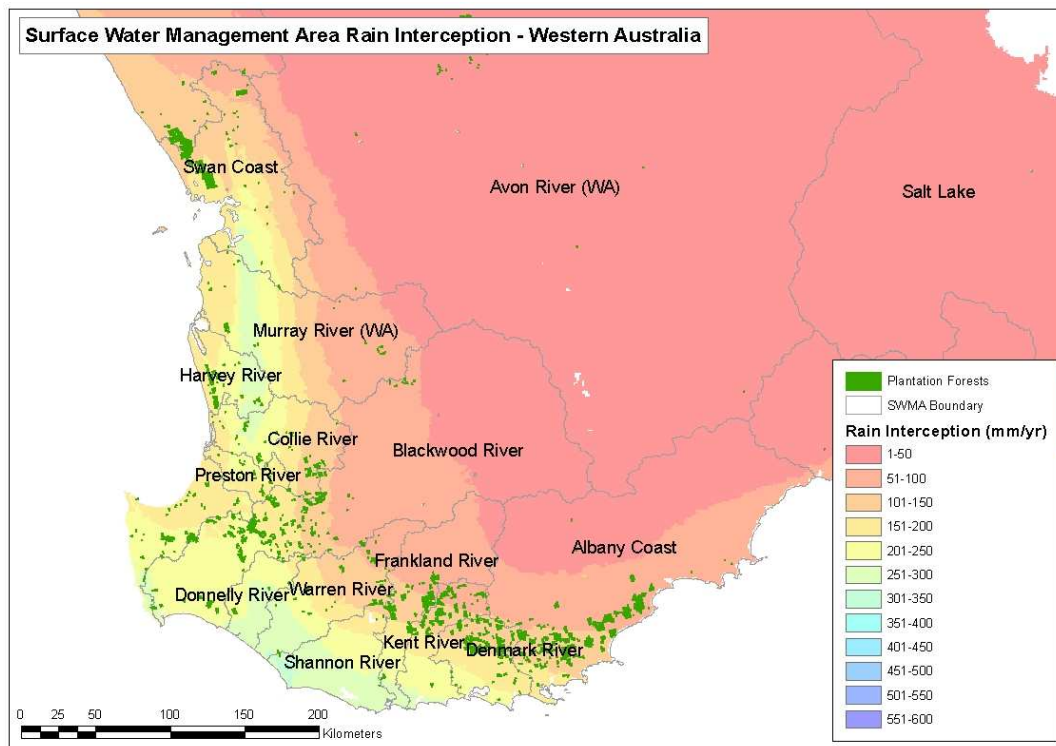 Surface Water Management Area Rain Interception - Western Australia
Swan Coast
Avon River (WA)
Salt Lake
Murray River (WA)
Harvey River
Collie River
Blackwood River
Preston River
Albany Coast
Frankland River
Donnelly River
Warren River
Kent River
Denmark River
Shannon River
Plantation Forests
SWMA Boundary
Rain Interception (mm/yr)
1-50
51-100
101-150
151-200
201-250
251-300
301-350
351-400
401-450
451-500
501-550
551-600
0 25 50 100 150 200
Kilometers